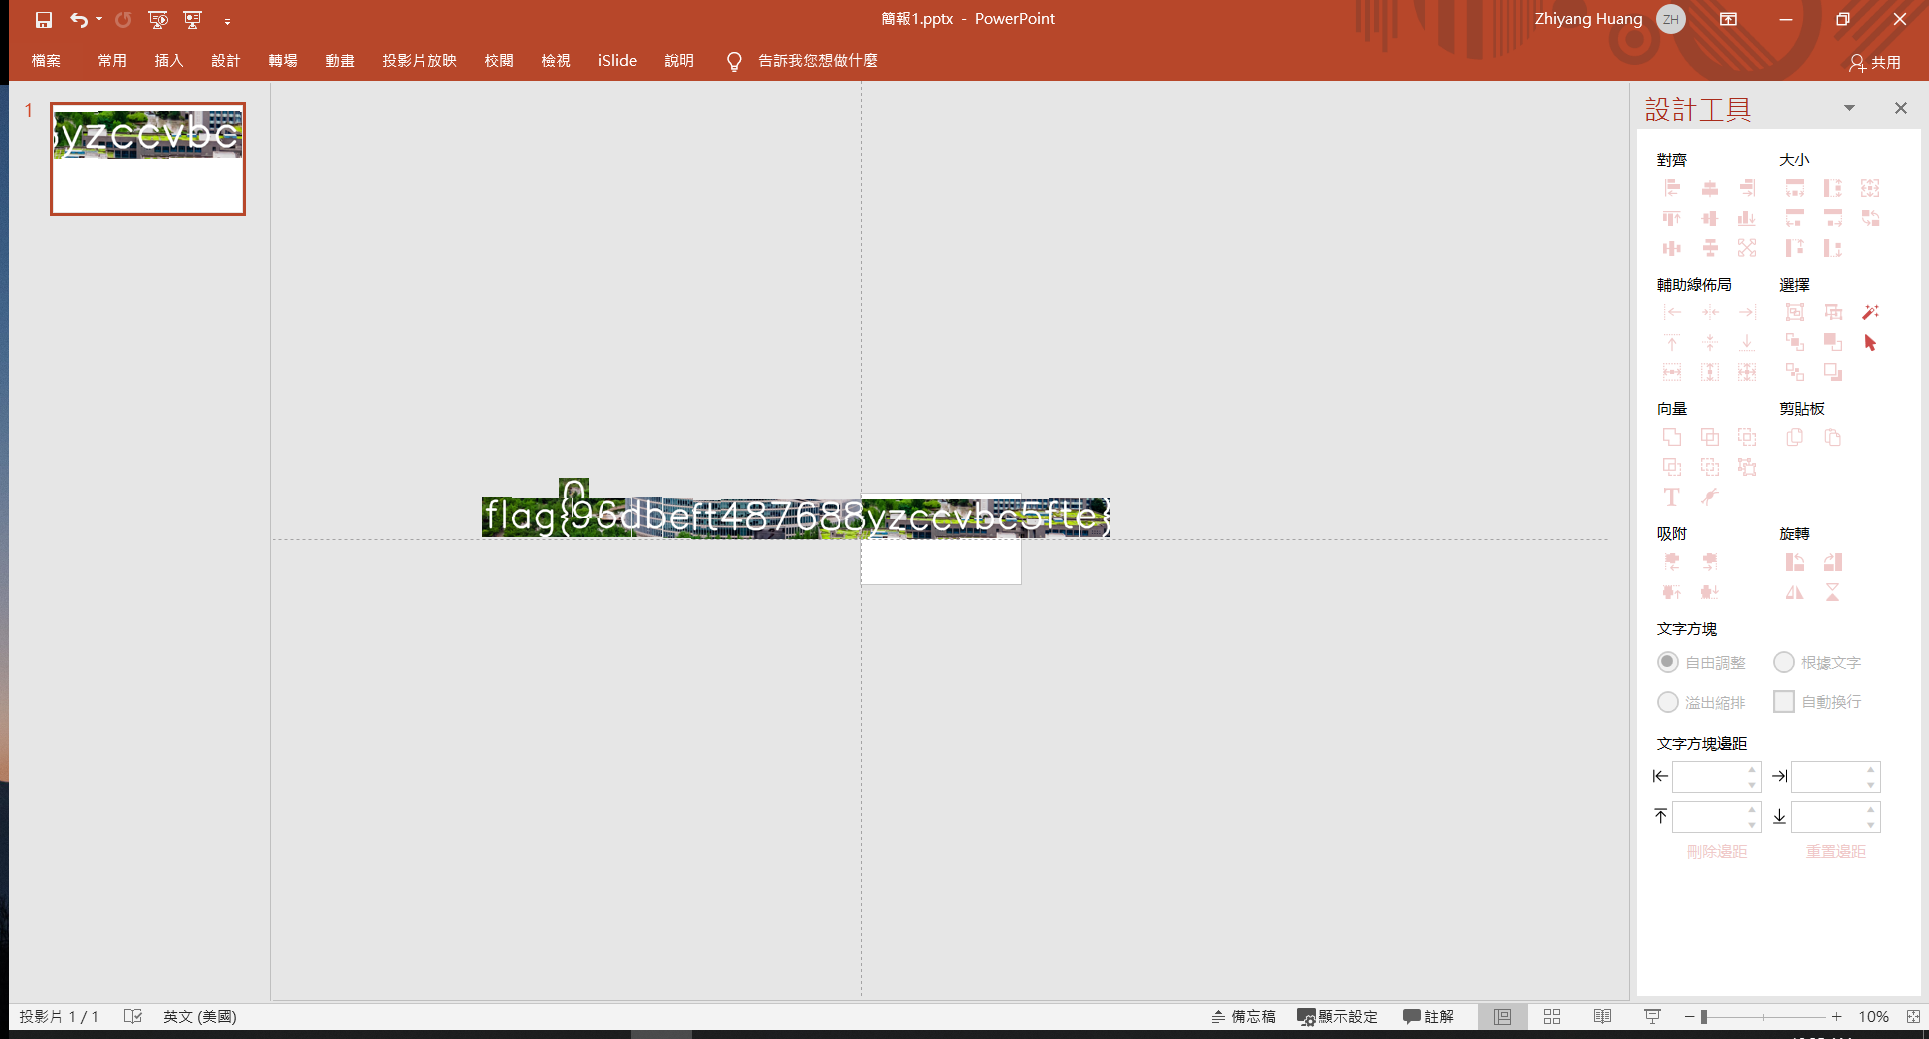 簡報1.pptx - PowerPoint
Zhiyang Huang
ZH
檔案 常用 插入 設計 轉場 動畫 投影片放映 校閱 檢視 iSlide 說明 告訴我您想做什麼
共用
1
yzccvbc
flag{96dbeft487688yzccvbc5fte}
設計工具
對齊 大小
輔助線佈局 選擇
向量 剪貼板
T
吸附 旋轉
文字方塊
自由調整 根據文字
溢出縮排 自動換行
文字方塊邊距
刪除邊距 重置邊距
投影片 1 / 1 英文 (美國) 備忘稿 顯示設定 註解 10%